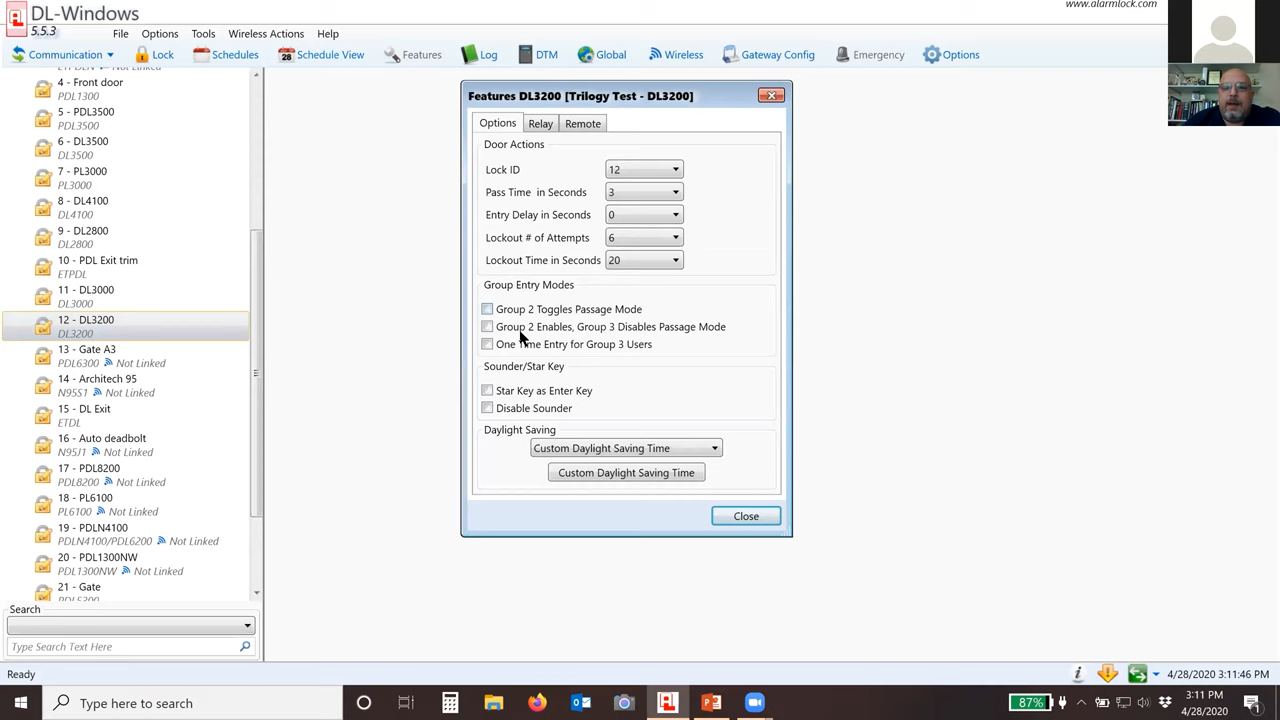 DL-Windows
5.5.3
www.alarmlock.com
File Options Tools Wireless Actions Help
Communication Lock Schedules 28 Schedule View Features Log DTM Global Wireless Gateway Config Emergency Options
4 - Front door
PDL1300
5 - PDL3500
PDL3500
6 - DL3500
DL3500
7 - PL3000
PL3000
8 - DL4100
DL4100
9 - DL2800
DL2800
10 - PDL Exit trim
ETPDL
11 - DL3000
DL3000
12 - DL3200
DL3200
13 - Gate A3
PDL6300 Not Linked
14 - Architech 95
N95S1 Not Linked
15 - DL Exit
ETDL
16 - Auto deadbolt
N95J1 Not Linked
17 - PDL8200
PDL8200 Not Linked
18 - PL6100
PL6100 Not Linked
19 - PDLN4100
PDLN4100/PDL6200 Not Linked
20 - PDL1300NW
PDL1300NW Not Linked
21 - Gate
Search
Type Search Text Here
Features DL3200 [Trilogy Test - DL3200]
Options Relay Remote
Door Actions
Lock ID 12
Pass Time in Seconds 3
Entry Delay in Seconds 0
Lockout # of Attempts 6
Lockout Time in Seconds 20
Group Entry Modes
Group 2 Toggles Passage Mode
Group 2 Enables, Group 3 Disables Passage Mode
One Time Entry for Group 3 Users
Sounder/Star Key
Star Key as Enter Key
Disable Sounder
Daylight Saving
Custom Daylight Saving Time
Custom Daylight Saving Time
Close
Ready
4/28/2020 3:11:46 PM
Type here to search
87%
3:11 PM
4/28/2020
1